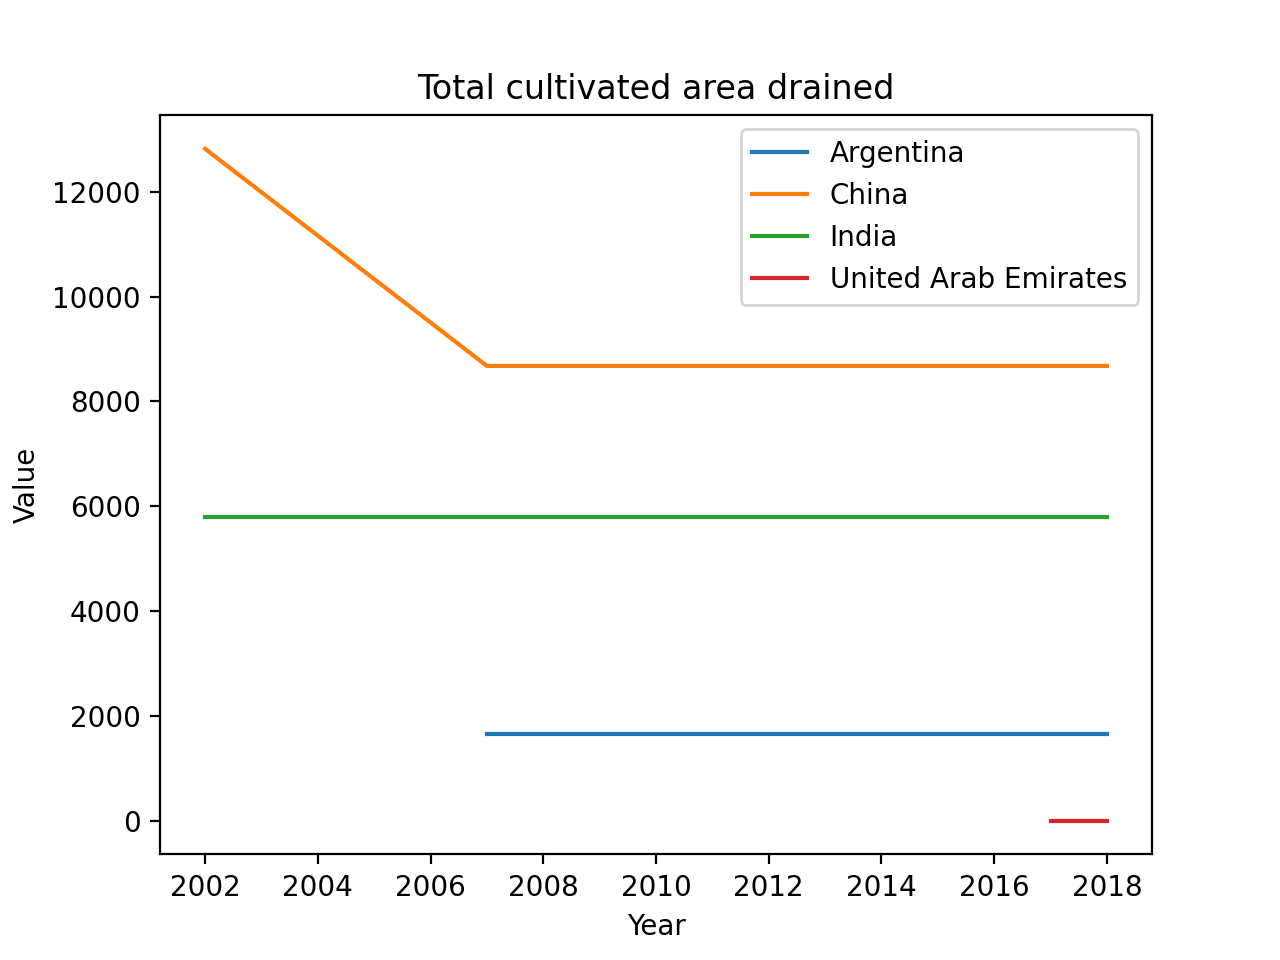 Total cultivated area drained
Argentina
China
India
United Arab Emirates
12000
10000
8000
6000
4000
2000
0
Value
2002 2004 2006 2008 2010 2012 2014 2016 2018
Year